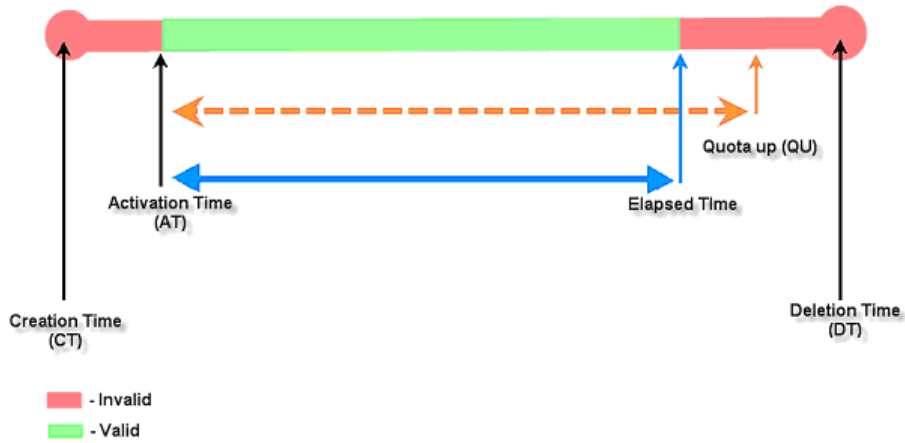 Quota up (QU)
Activation Time
(AT)
Elapsed Time
Creation Time
(CT)
Deletion Time
(DT)
- Invalid
- Valid